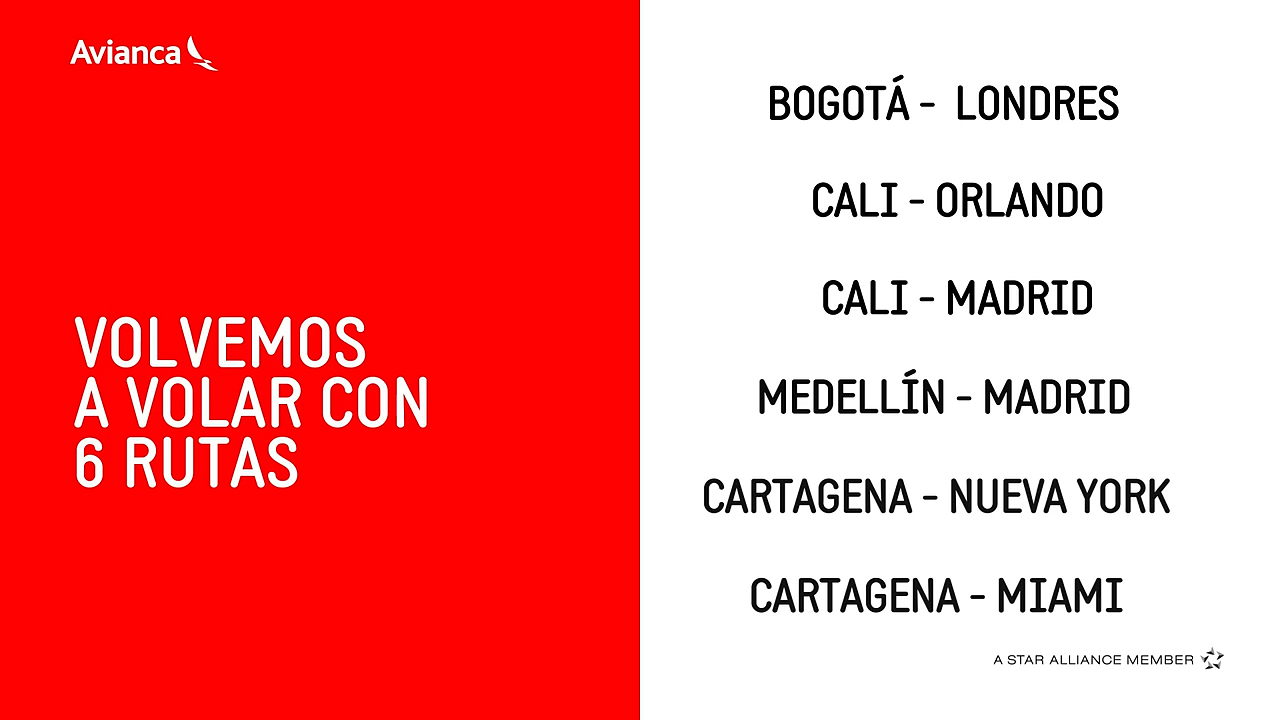 Avianca
VOLVEMOS
A VOLAR CON
6 RUTAS
BOGOTÁ - LONDRES
CALI - ORLANDO
CALI - MADRID
MEDELLÍN - MADRID
CARTAGENA - NUEVA YORK
CARTAGENA - MIAMI
A STAR ALLIANCE MEMBER